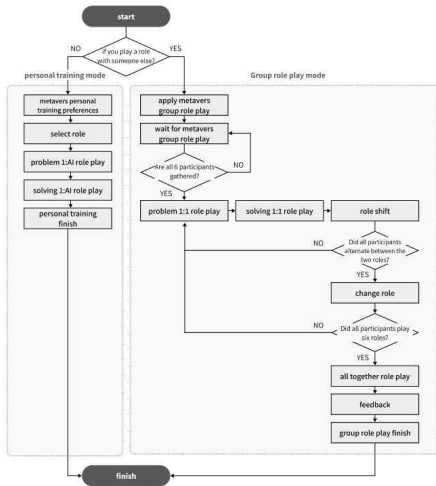 start
if you play a role
with someone else?
NO
YES
personal training mode
Group role play mode
metavers personal
training preferences
select role
problem 1:AI role play
solving 1:AI role play
personal training
finish
apply metavers
group role play
wait for metavers
group role play
Are all 6 participants
gathered?
NO
YES
problem 1:1 role play
solving 1:1 role play
role shift
Did all participants
alternate between the
two roles?
NO
YES
change role
Did all participants play
six roles?
NO
YES
all together role play
feedback
group role play finish
finish